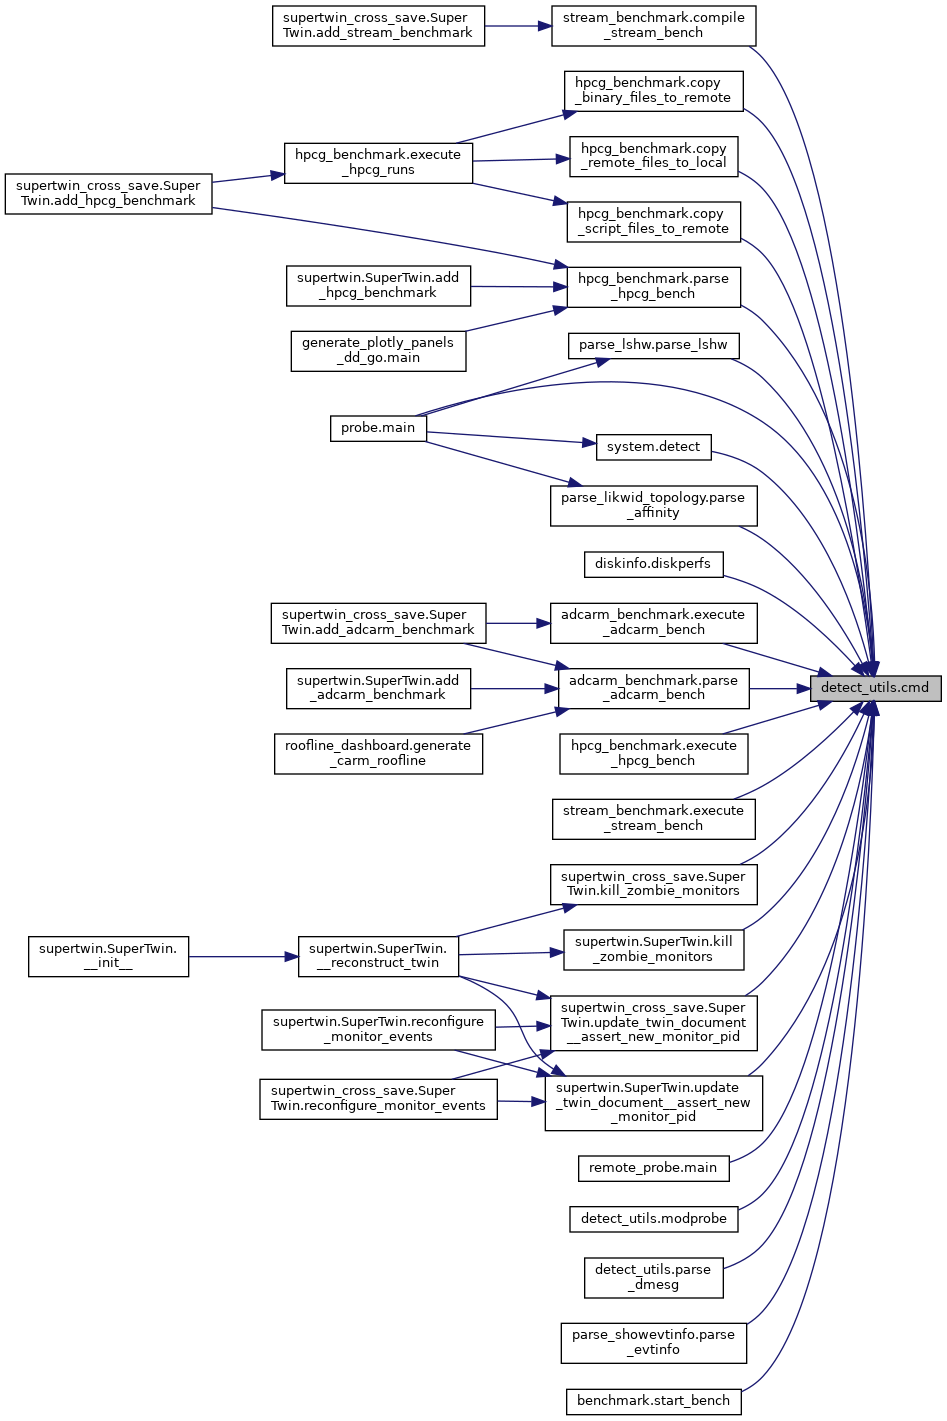 supertwin_cross_save.Super
Twin.add_stream_benchmark
stream_benchmark.compile
_stream_bench
hpcg_benchmark.copy
_binary_files_to_remote
hpcg_benchmark.execute
_hpcg_runs
hpcg_benchmark.copy
_remote_files_to_local
supertwin_cross_save.Super
Twin.add_hpcg_benchmark
hpcg_benchmark.copy
_script_files_to_remote
supertwin.SuperTwin.add
_hpcg_benchmark
hpcg_benchmark.parse
_hpcg_bench
generate_plotly_panels
_dd_go.main
parse_lshw.parse_lshw
probe.main
system.detect
parse_likwid_topology.parse
_affinity
diskinfo.diskperfs
supertwin_cross_save.Super
Twin.add_adcarm_benchmark
adcarm_benchmark.execute
_adcarm_bench
supertwin.SuperTwin.add
_adcarm_benchmark
adcarm_benchmark.parse
_adcarm_bench
detect_utils.cmd
roofline_dashboard.generate
_carm_roofline
hpcg_benchmark.execute
_hpcg_bench
stream_benchmark.execute
_stream_bench
supertwin_cross_save.Super
Twin.kill_zombie_monitors
supertwin.SuperTwin.
__init__
supertwin.SuperTwin.
__reconstruct_twin
supertwin.SuperTwin.kill
_zombie_monitors
supertwin.SuperTwin.reconfigure
_monitor_events
supertwin_cross_save.Super
Twin.update_twin_document
__assert_new_monitor_pid
supertwin_cross_save.Super
Twin.reconfigure_monitor_events
supertwin.SuperTwin.update
_twin_document__assert_new
_monitor_pid
remote_probe.main
detect_utils.modprobe
detect_utils.parse
_dmesg
parse_showevtinfo.parse
_evtinfo
benchmark.start_bench